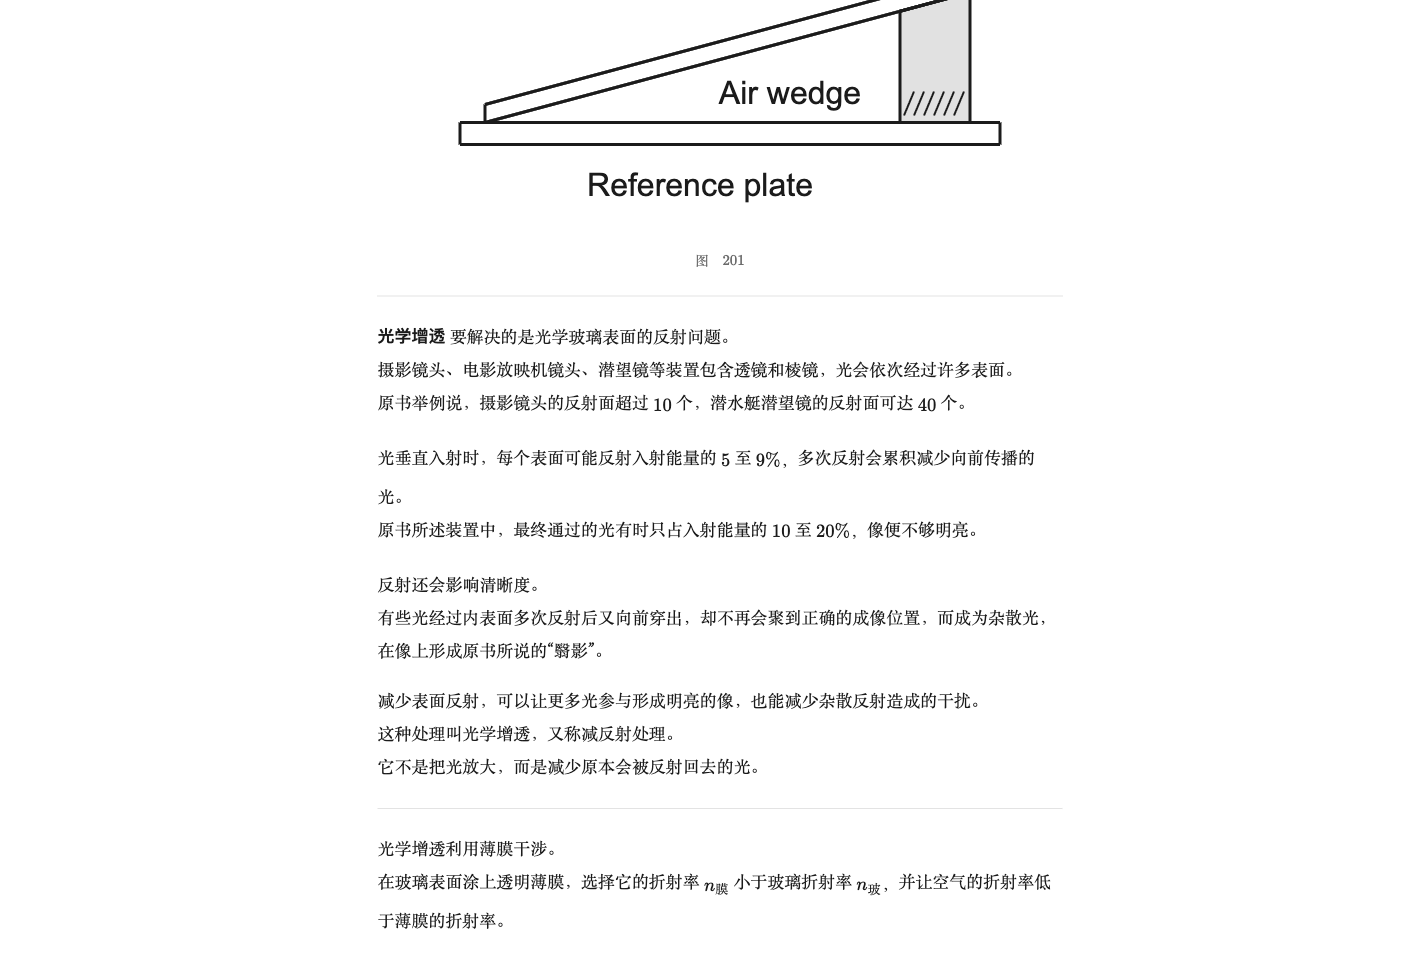 Air wedge
Reference plate
图 201
光学增透 要解决的是光学玻璃表面的反射问题。
摄影镜头、电影放映机镜头、潜望镜等装置包含透镜和棱镜，光会依次经过许多表面。
原书举例说，摄影镜头的反射面超过 10 个，潜水艇潜望镜的反射面可达 40 个。
光垂直入射时，每个表面可能反射入射能量的 5 至 9%，多次反射会累积减少向前传播的
光。
原书所述装置中，最终通过的光有时只占入射能量的 10 至 20%，像便不够明亮。
反射还会影响清晰度。
有些光经过内表面多次反射后又向前穿出，却不再会聚到正确的成像位置，而成为杂散光，
在像上形成原书所说的“翳影”。
减少表面反射，可以让更多光参与形成明亮的像，也能减少杂散反射造成的干扰。
这种处理叫光学增透，又称减反射处理。
它不是把光放大，而是减少原本会被反射回去的光。
光学增透利用薄膜干涉。
在玻璃表面涂上透明薄膜，选择它的折射率 n膜 小于玻璃折射率 n玻，并让空气的折射率低
于薄膜的折射率。